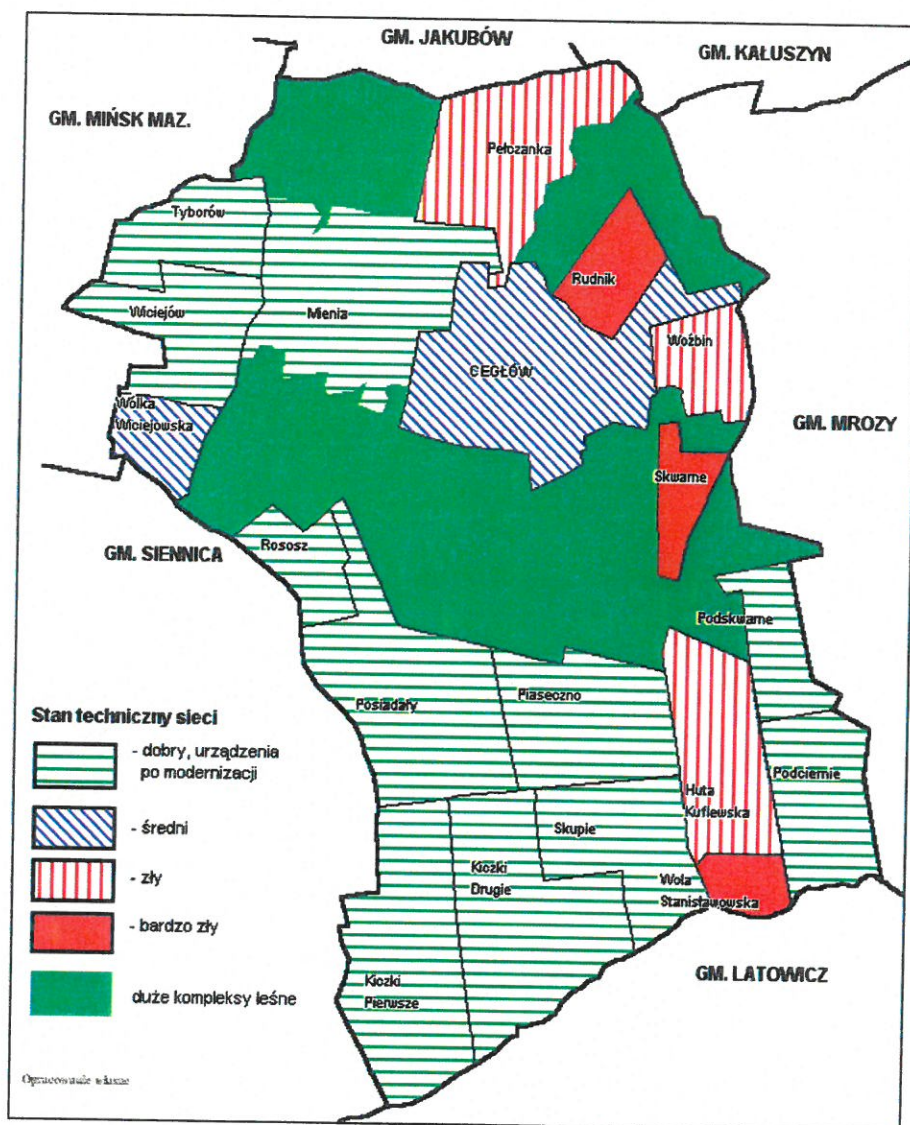 GM. JAKUBÓW
GM. KAŁUSZYN
GM. MIŃSK MAZ.
Pełczanka
Tyborów
Rudnik
Wiciejów
Mienia
Woźbin
CEGŁÓW
Wólka
Wiciejowska
GM. MROZY
Skwarne
GM. SIENNICA
Rososz
Podskwarne
Posiadały
Piaseczno
Stan techniczny sieci
- dobry, urządzenia
po modernizacji
Podciernie
Huta
Kuflewska
- średni
Skupie
Kiczki
Drugie
- zły
Wola
Stanisławowska
- bardzo zły
GM. LATOWICZ
Kiczki
Pierwsze
duże kompleksy leśne
Opracowanie własne